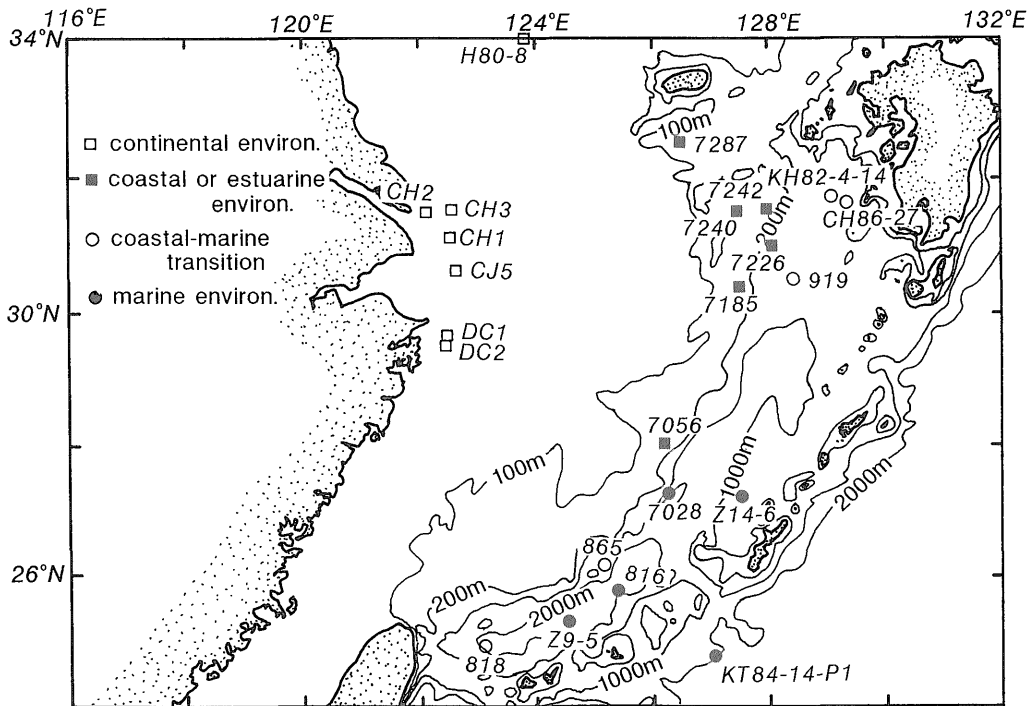 116°E
120°E
124°E
128°E
132°E
34°N
H80-8
100m
7287
□ continental environ.
■ coastal or estuarine
environ.
○ coastal-marine
transition
● marine environ.
CH2
CH3
CH1
CJ5
KH82-4-14
7242
CH86-27
7240
200m
7226
919
7185
30°N
DC1
DC2
7056
100m
1000m
2000m
7028
Z14-6
865
26°N
8162
200m
2000m
Z9-5
818
1000m
KT84-14-P1